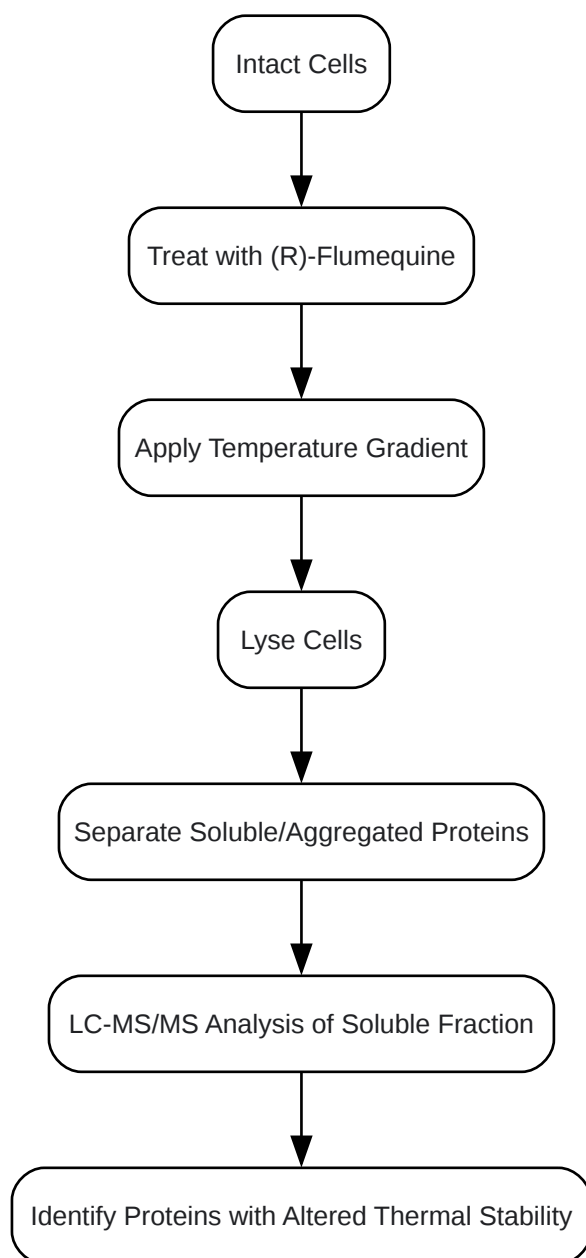 Intact Cells
Treat with (R)-Flumequine
Apply Temperature Gradient
Lyse Cells
Separate Soluble/Aggregated Proteins
LC-MS/MS Analysis of Soluble Fraction
Identify Proteins with Altered Thermal Stability